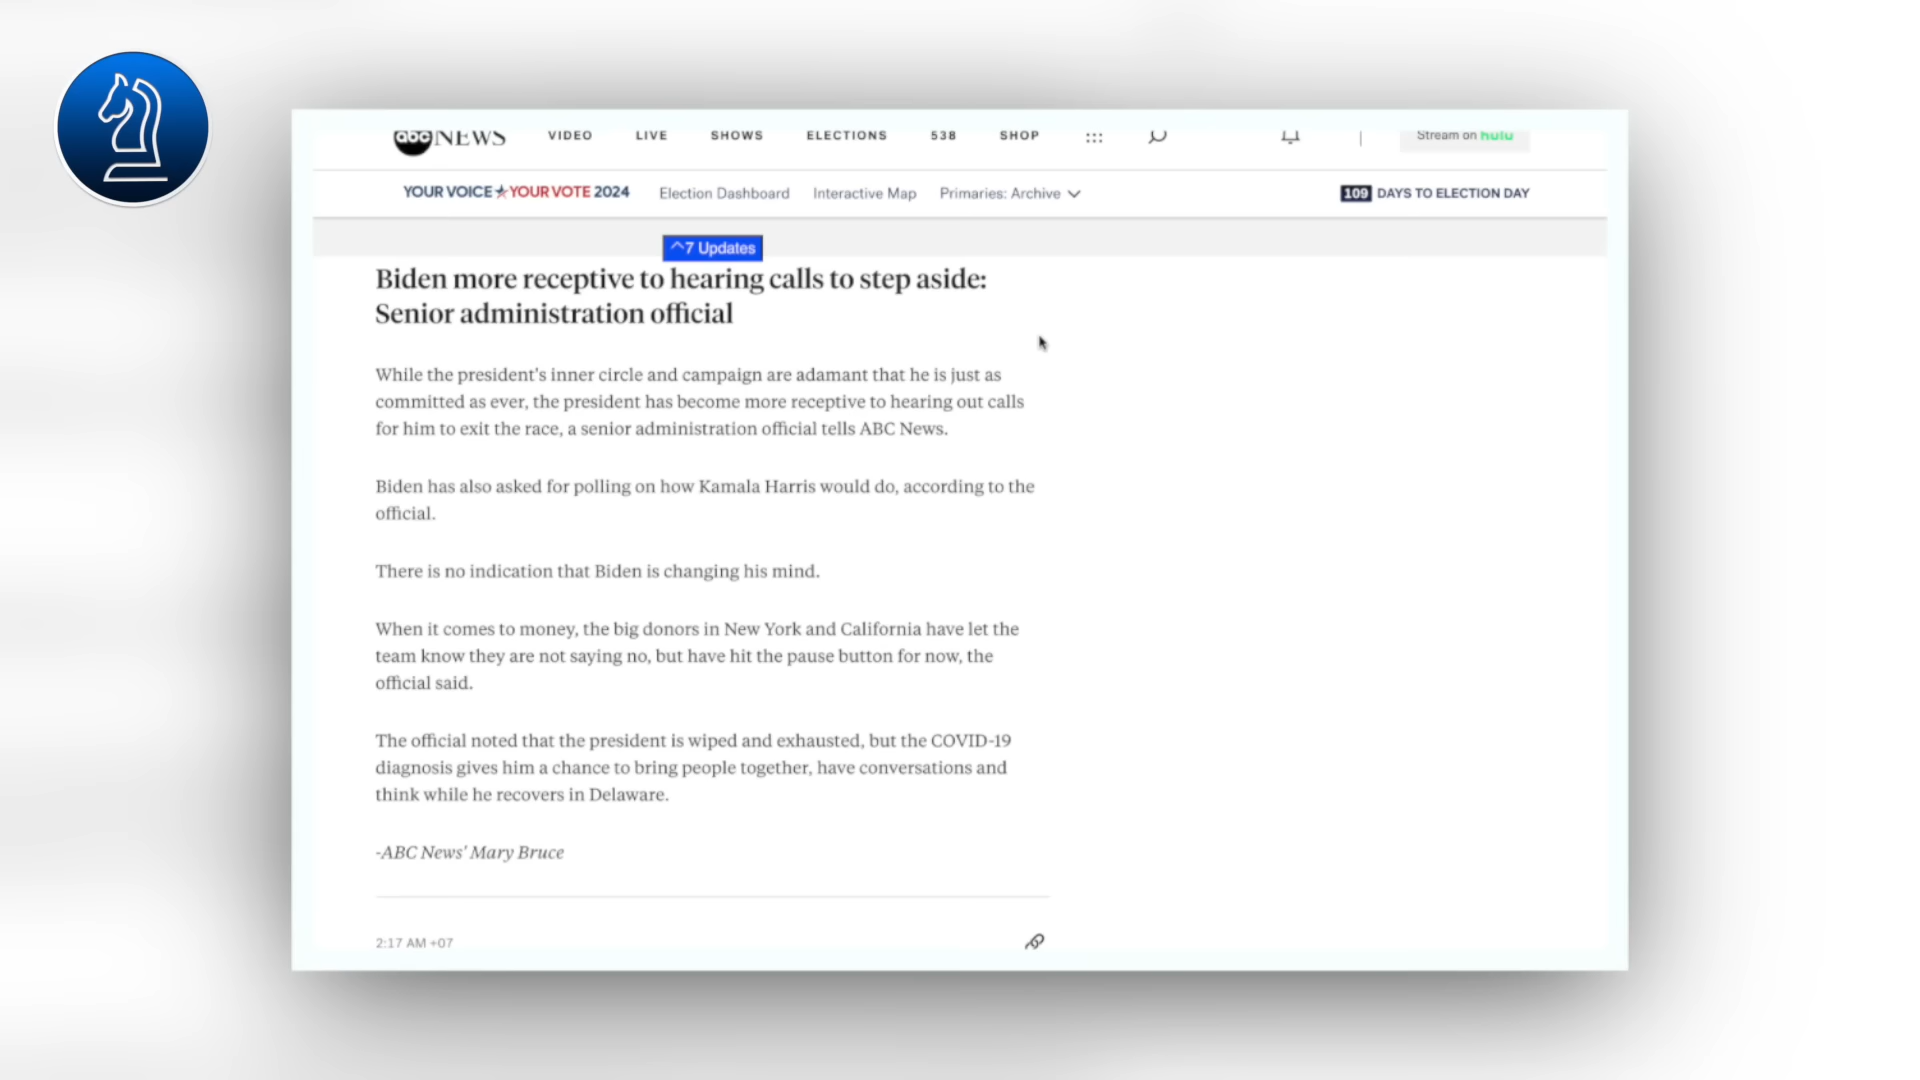 abc NEWS VIDEO LIVE SHOWS ELECTIONS 538 SHOP Stream on hulu
YOUR VOICE YOUR VOTE 2024 Election Dashboard Interactive Map Primaries: Archive 109 DAYS TO ELECTION DAY
^7 Updates
Biden more receptive to hearing calls to step aside:
Senior administration official
While the president's inner circle and campaign are adamant that he is just as
committed as ever, the president has become more receptive to hearing out calls
for him to exit the race, a senior administration official tells ABC News.
Biden has also asked for polling on how Kamala Harris would do, according to the
official.
There is no indication that Biden is changing his mind.
When it comes to money, the big donors in New York and California have let the
team know they are not saying no, but have hit the pause button for now, the
official said.
The official noted that the president is wiped and exhausted, but the COVID-19
diagnosis gives him a chance to bring people together, have conversations and
think while he recovers in Delaware.
-ABC News' Mary Bruce
2:17 AM +07